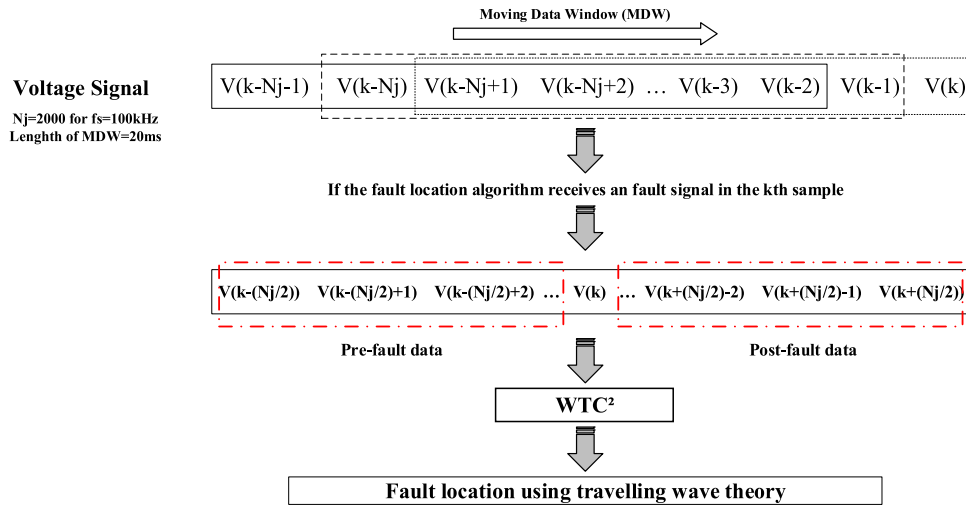 Moving Data Window (MDW)
Voltage Signal
Nj=2000 for fs=100kHz
Lenghth of MDW=20ms
V(k-Nj-1) V(k-Nj) V(k-Nj+1) V(k-Nj+2) … V(k-3) V(k-2) V(k-1) V(k)
If the fault location algorithm receives an fault signal in the kth sample
V(k-(Nj/2)) V(k-(Nj/2)+1) V(k-(Nj/2)+2) … V(k) … V(k+(Nj/2)-2) V(k+(Nj/2)-1) V(k+(Nj/2))
Pre-fault data Post-fault data
WTC²
Fault location using travelling wave theory